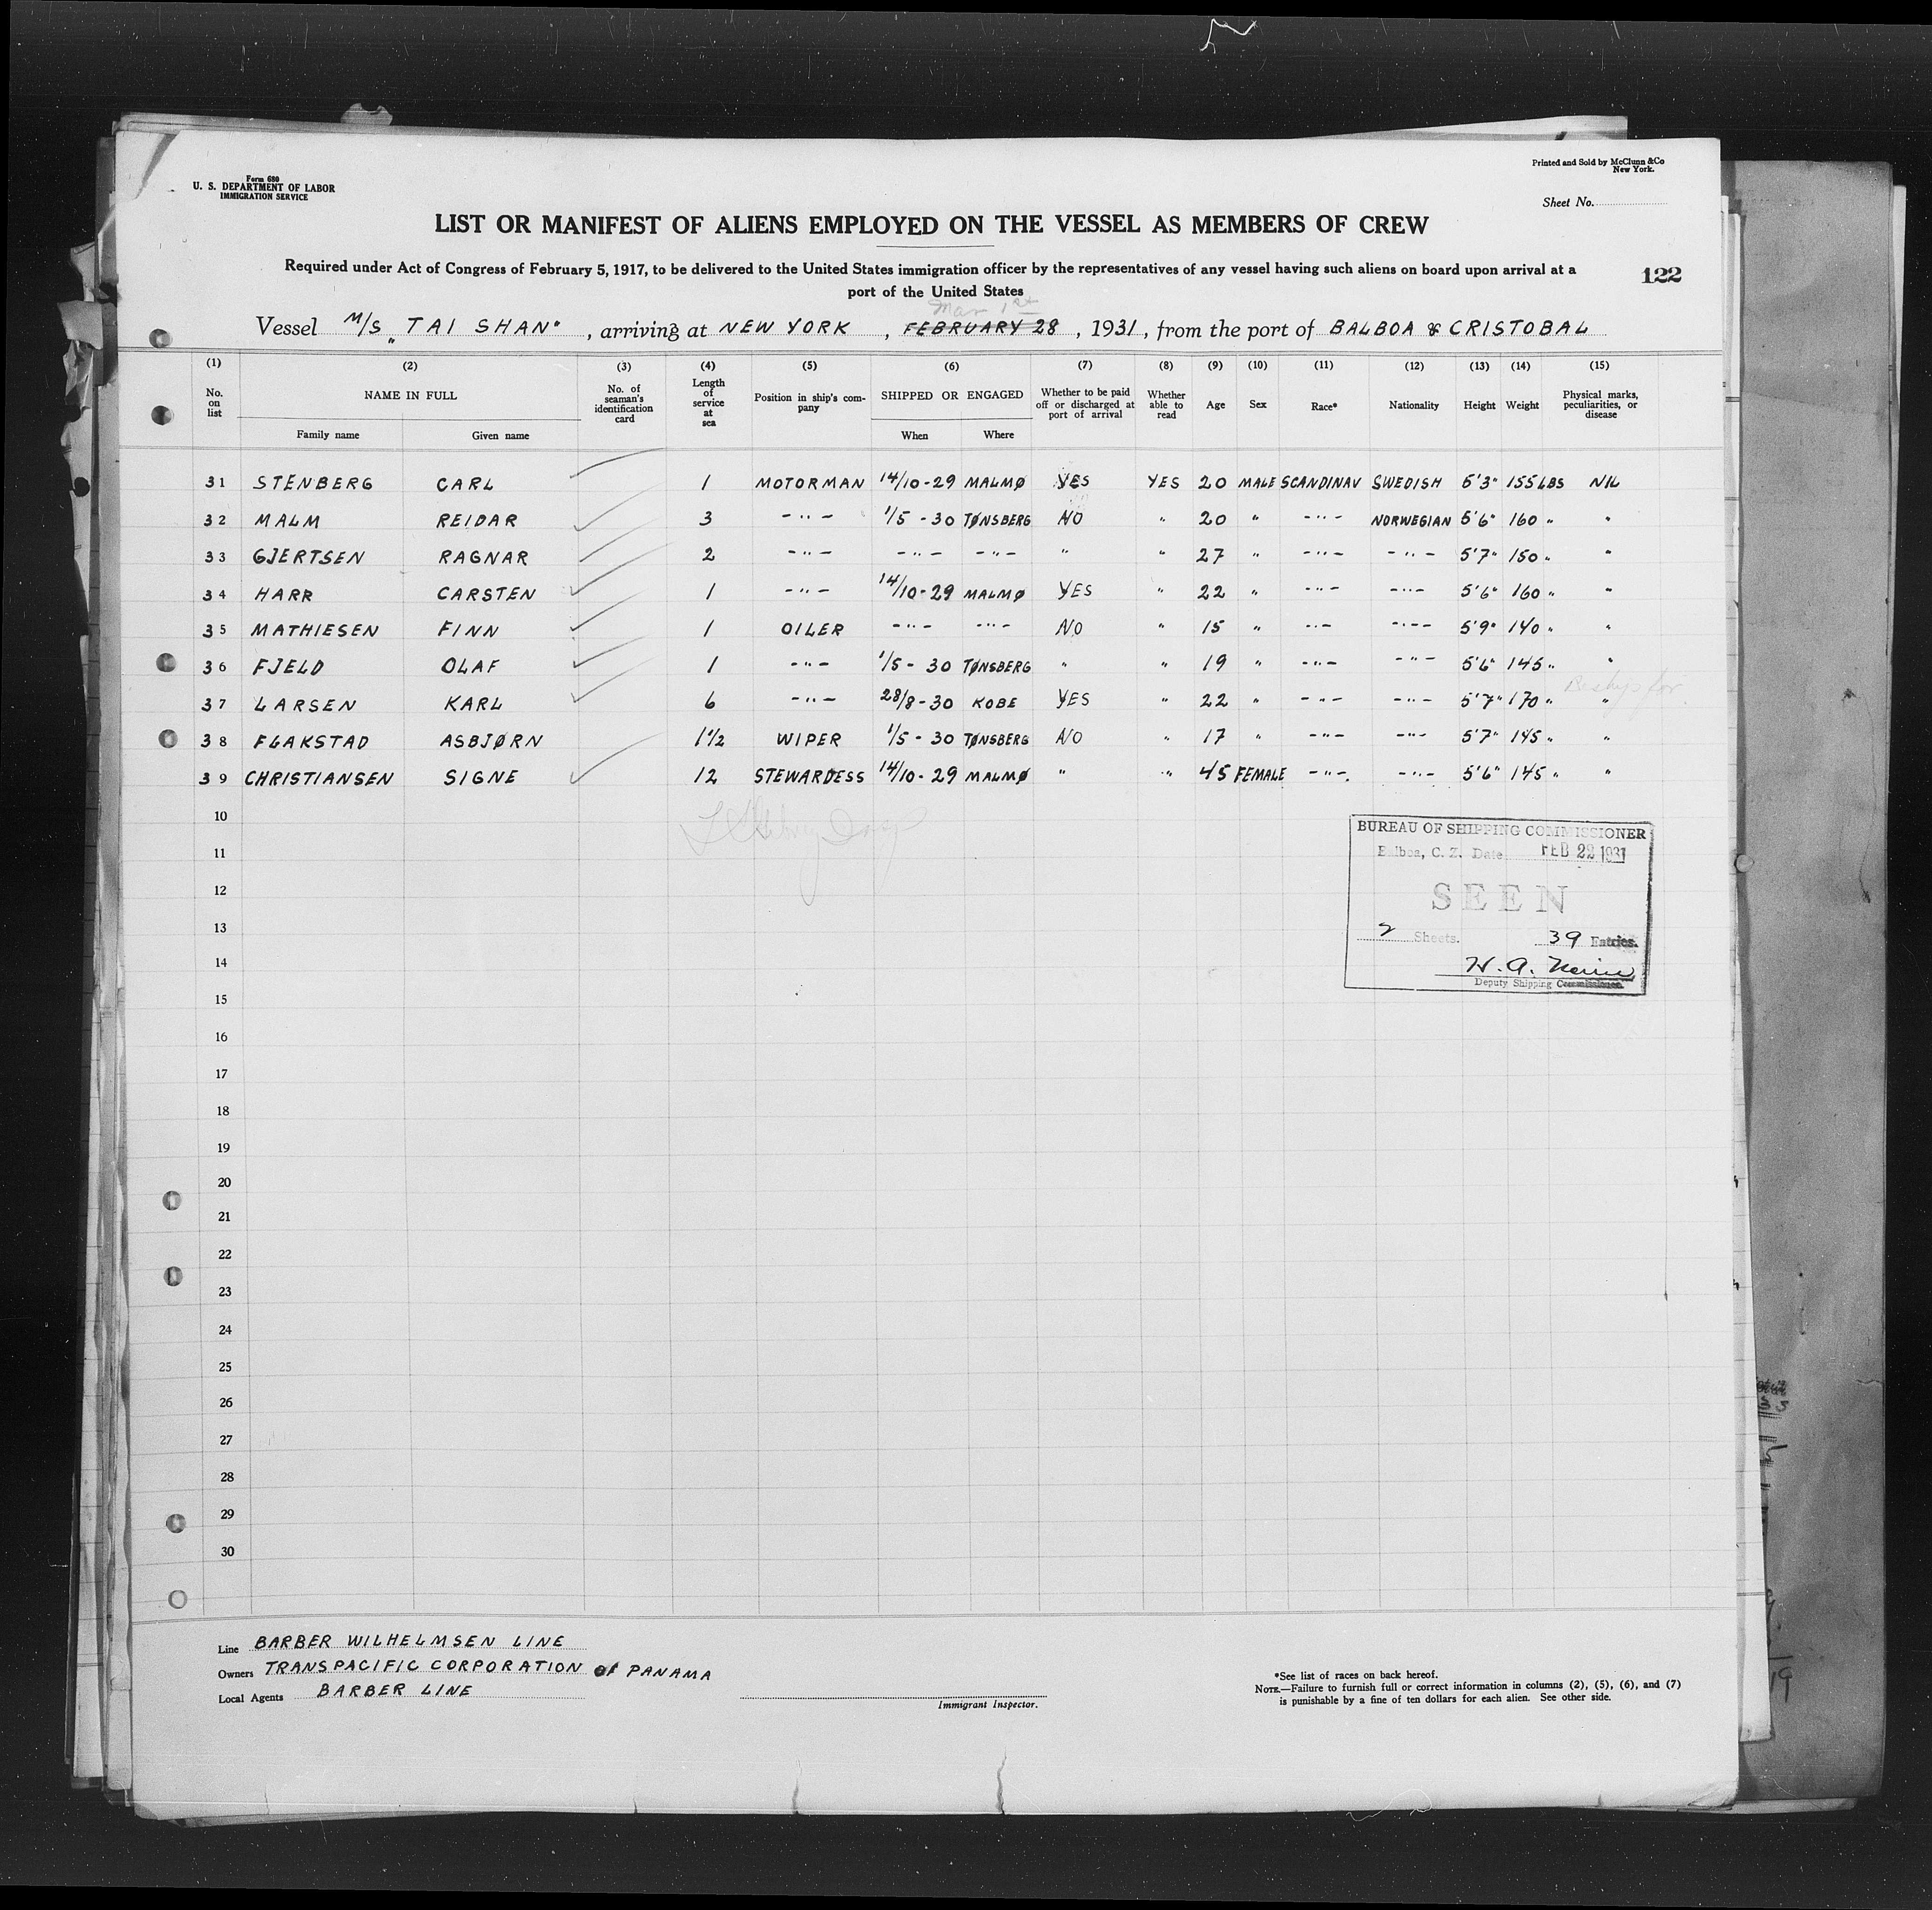 Form 680
U. S. DEPARTMENT OF LABOR
IMMIGRATION SERVICE
Printed and Sold by McClunn &Co
New York.
Sheet No.
LIST OR MANIFEST OF ALIENS EMPLOYED ON THE VESSEL AS MEMBERS OF CREW
Required under Act of Congress of February 5, 1917, to be delivered to the United States immigration officer by the representatives of any vessel having such aliens on board upon arrival at a
port of the United States
122
Mar 1st
Vessel M/S "TAI SHAN", arriving at NEW YORK, FEBRUARY 28, 1931, from the port of BALBOA & CRISTOBAL
(1) (2) (3) (4) (5) (6) (7) (8) (9) (10) (11) (12) (13) (14) (15)
No. on list NAME IN FULL No. of seaman's identification card Length of service at sea Position in ship's company SHIPPED OR ENGAGED Whether to be paid off or discharged at port of arrival Whether able to read Age Sex Race* Nationality Height Weight Physical marks, peculiarities, or disease
Family name Given name When Where
31 STENBERG CARL 1 MOTORMAN 14/10-29 MALMØ YES YES 20 MALE SCANDINAV SWEDISH 6'3" 155 LBS NIL
32 MALM REIDAR 3 -"- 1/5 - 30 TØNSBERG NO " 20 " -"- NORWEGIAN 5'6" 160 " "
33 GJERTSEN RAGNAR 2 -"- -"- -"- " " 27 " -"- -"- 5'7" 150 " "
34 HARR CARSTEN 1 -"- 14/10-29 MALMØ YES " 22 " -"- -"- 5'6" 160 " "
35 MATHIESEN FINN 1 OILER -"- -"- NO " 15 " -"- -"- 5'9" 140 " "
36 FJELD OLAF 1 -"- 1/5 - 30 TØNSBERG " " 19 " -"- -"- 5'6" 145 " "
37 LARSEN KARL 6 -"- 28/8-30 KOBE YES " 22 " -"- -"- 5'7" 170 " "
38 FLAKSTAD ASBJØRN 1 1/2 WIPER 1/5 - 30 TØNSBERG NO " 17 " -"- -"- 5'7" 145 " "
39 CHRISTIANSEN SIGNE 12 STEWARDESS 14/10-29 MALMØ " " 45 FEMALE -"- -"- 5'6" 145 " "
10
11
12
13
14
15
16
17
18
19
20
21
22
23
24
25
26
27
28
29
30
BUREAU OF SHIPPING COMMISSIONER
Balboa, C. Z. Date FEB 22 1931
SEEN
2 Sheets. 39 Entries.
W. A.
Deputy Shipping Commissioner.
Line BARBER WILHELMSEN LINE
Owners TRANSPACIFIC CORPORATION of PANAMA
Local Agents BARBER LINE
Immigrant Inspector.
*See list of races on back hereof.
NOTE.—Failure to furnish full or correct information in columns (2), (5), (6), and (7)
is punishable by a fine of ten dollars for each alien. See other side.